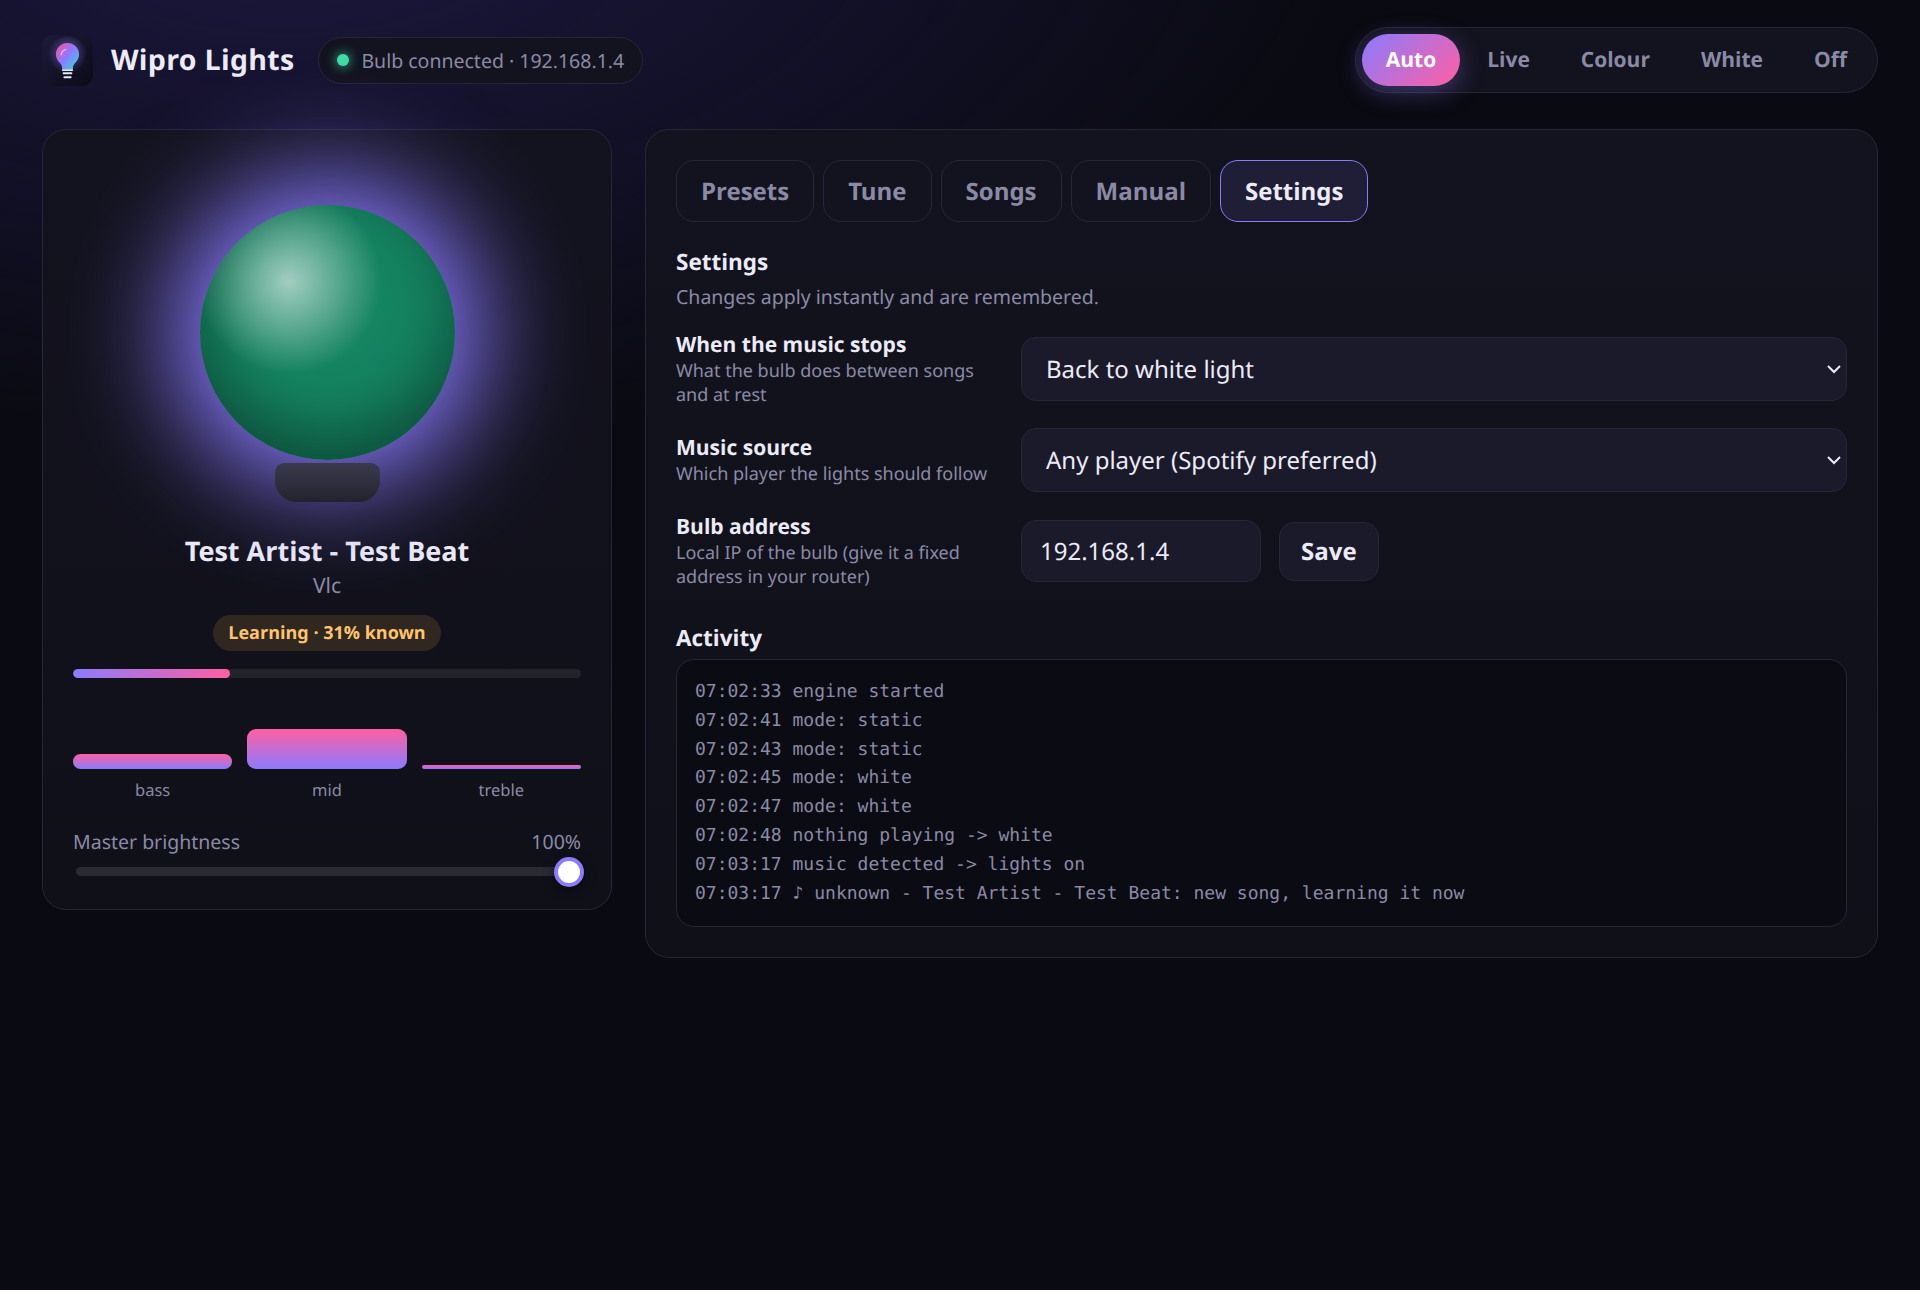 Wipro Lights
Bulb connected · 192.168.1.4
Auto
Live
Colour
White
Off
Test Artist - Test Beat
Vlc
Learning · 31% known
bass
mid
treble
Master brightness
100%
Presets
Tune
Songs
Manual
Settings
Settings
Changes apply instantly and are remembered.
When the music stops
What the bulb does between songs
and at rest
Back to white light
Music source
Which player the lights should follow
Any player (Spotify preferred)
Bulb address
Local IP of the bulb (give it a fixed
address in your router)
192.168.1.4
Save
Activity
07:02:33 engine started
07:02:41 mode: static
07:02:43 mode: static
07:02:45 mode: white
07:02:47 mode: white
07:02:48 nothing playing -> white
07:03:17 music detected -> lights on
07:03:17 ♪ unknown - Test Artist - Test Beat: new song, learning it now